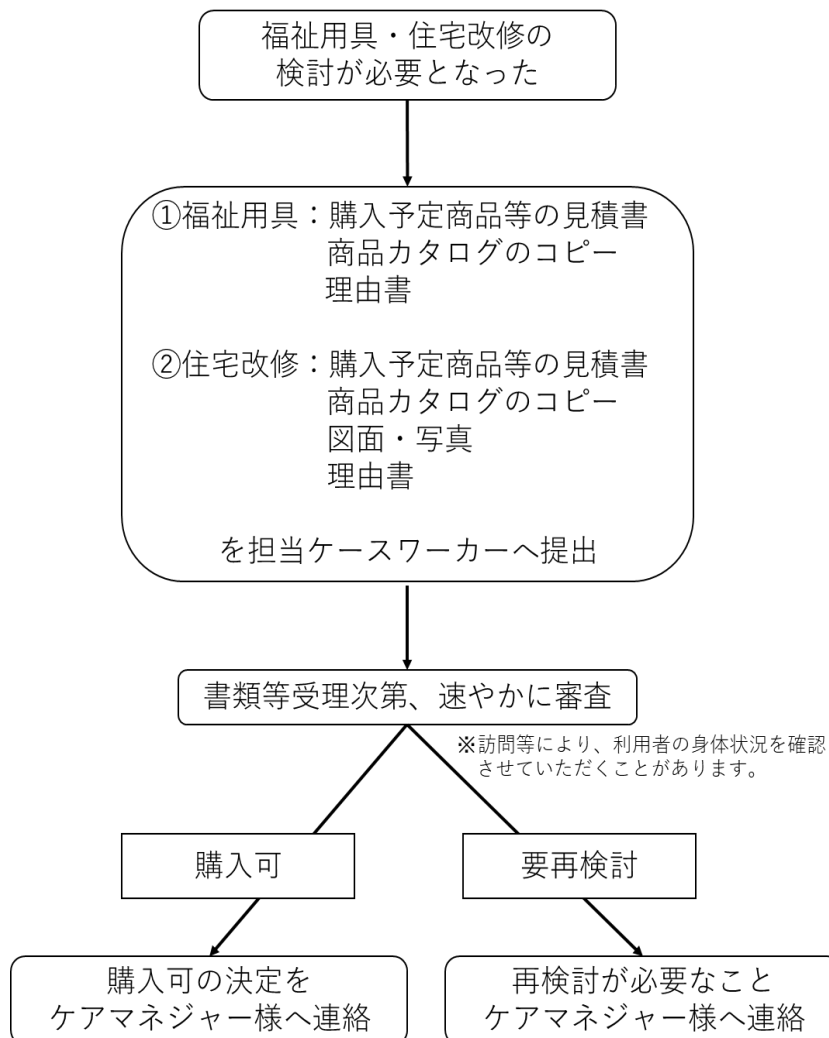 福祉用具・住宅改修の
検討が必要となった
①福祉用具：購入予定商品等の見積書
商品カタログのコピー
理由書
②住宅改修：購入予定商品等の見積書
商品カタログのコピー
図面・写真
理由書
を担当ケースワーカーへ提出
書類等受理次第、速やかに審査
※訪問等により、利用者の身体状況を確認
させていただくことがあります。
購入可
要再検討
購入可の決定を
ケアマネジャー様へ連絡
再検討が必要なこと
ケアマネジャー様へ連絡